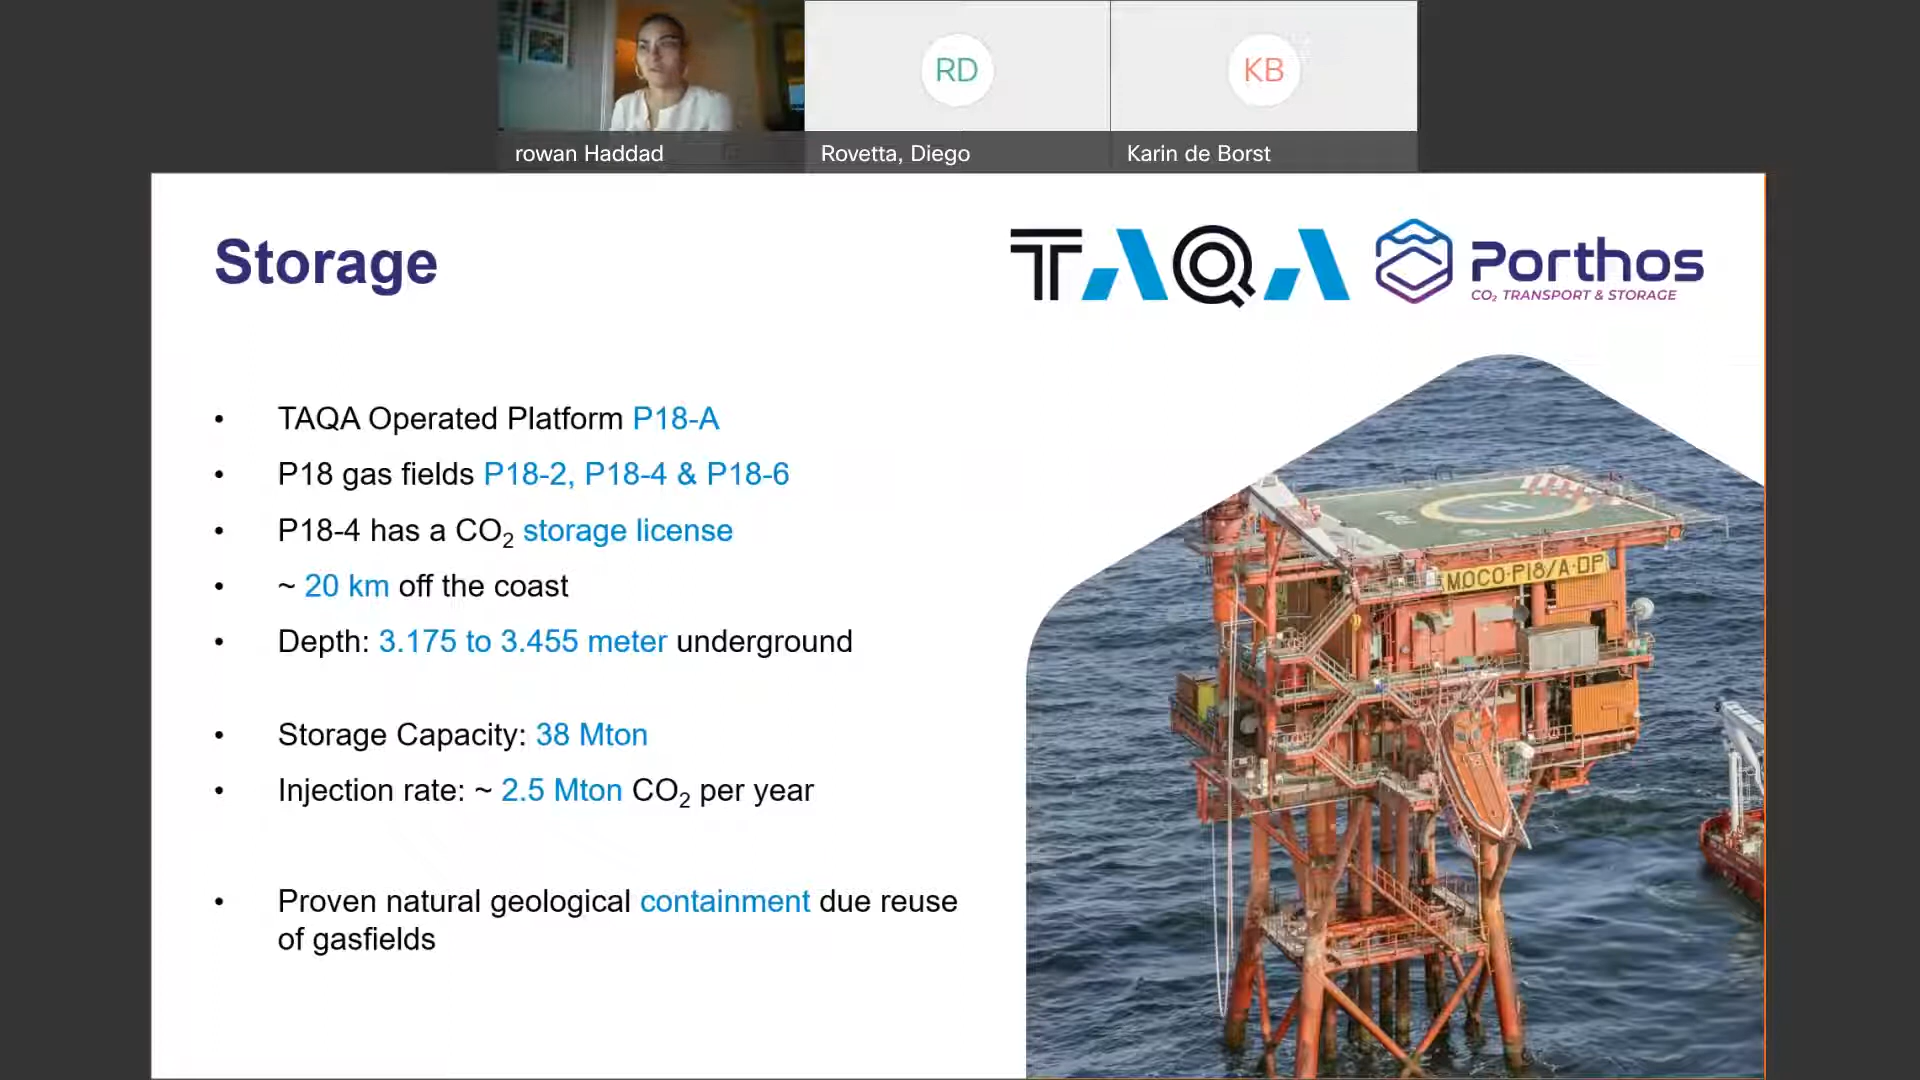 RD
KB
rowan Haddad
Rovetta, Diego
Karin de Borst
Storage
TAQA
Porthos
CO₂ TRANSPORT & STORAGE
• TAQA Operated Platform P18-A
• P18 gas fields P18-2, P18-4 & P18-6
• P18-4 has a CO₂ storage license
• ~ 20 km off the coast
• Depth: 3.175 to 3.455 meter underground
• Storage Capacity: 38 Mton
• Injection rate: ~ 2.5 Mton CO₂ per year
• Proven natural geological containment due reuse
of gasfields
H
MOCO·P18/A·DP